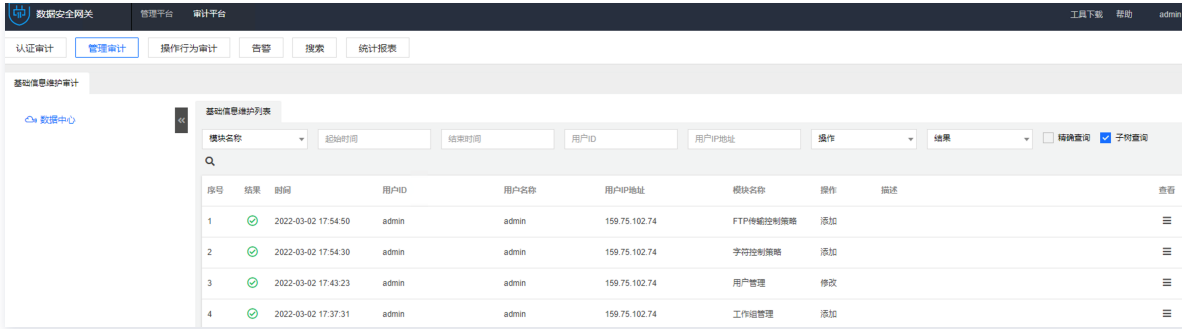 数据安全网关 管理平台 审计平台 工具下载 帮助 admin
认证审计 管理审计 操作行为审计 告警 搜索 统计报表
基础信息维护审计
数据中心
基础信息维护列表
模块名称 起始时间 结束时间 用户ID 用户IP地址 操作 结果 精确查询 子树查询
序号 结果 时间 用户ID 用户名称 用户IP地址 模块名称 操作 描述 查看
1 2022-03-02 17:54:50 admin admin 159.75.102.74 FTP传输控制策略 添加
2 2022-03-02 17:54:30 admin admin 159.75.102.74 字符控制策略 添加
3 2022-03-02 17:43:23 admin admin 159.75.102.74 用户管理 修改
4 2022-03-02 17:37:31 admin admin 159.75.102.74 工作组管理 添加